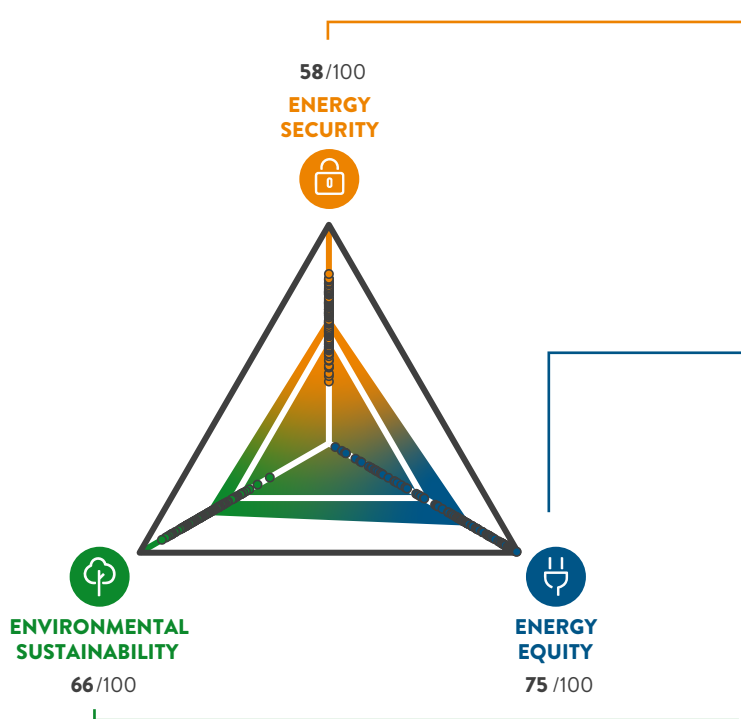 58/100
ENERGY
SECURITY
ENVIRONMENTAL
SUSTAINABILITY
66/100
ENERGY
EQUITY
75 /100